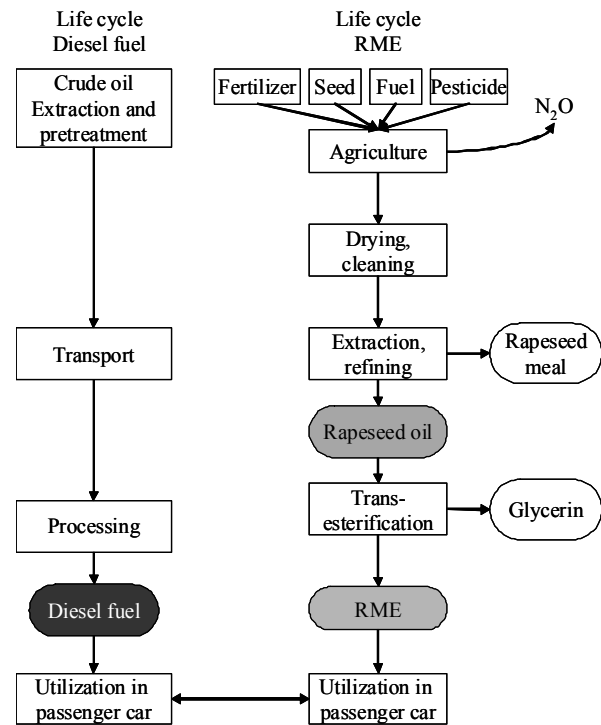 Life cycle
Diesel fuel
Crude oil
Extraction and
pretreatment
Transport
Processing
Diesel fuel
Utilization in
passenger car
Life cycle
RME
Fertilizer
Seed
Fuel
Pesticide
N₂O
Agriculture
Drying,
cleaning
Extraction,
refining
Rapeseed
meal
Rapeseed oil
Trans-
esterification
Glycerin
RME
Utilization in
passenger car